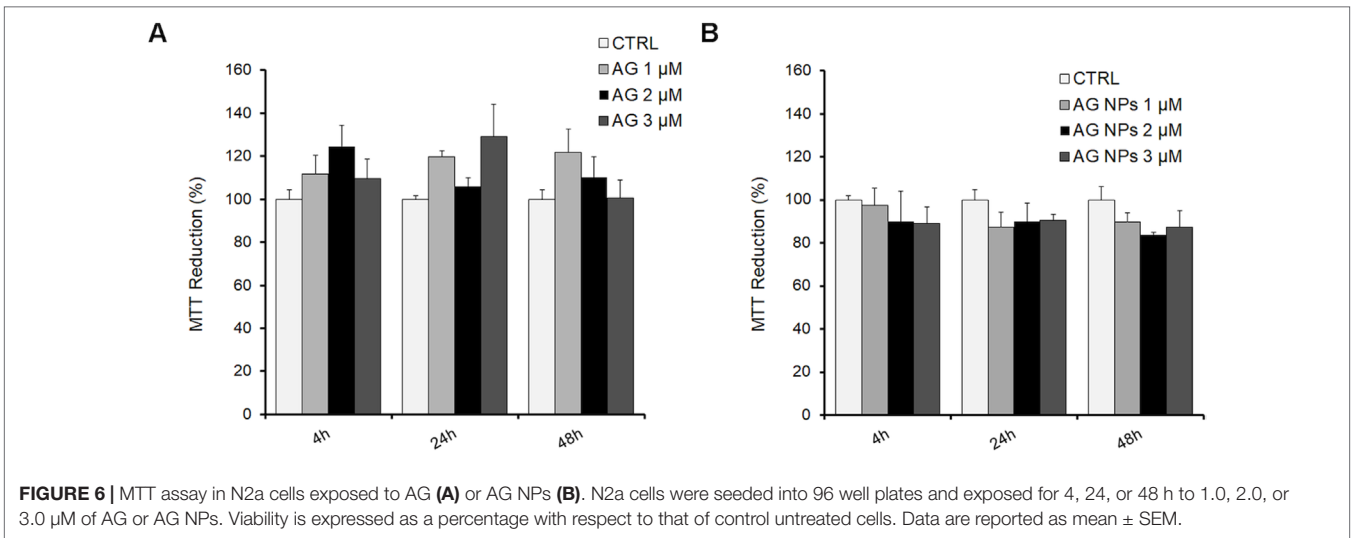 A
CTRL
AG 1 µM
AG 2 µM
AG 3 µM
160
140
120
100
80
60
40
20
0
MTT Reduction (%)
4h
24h
48h
B
CTRL
AG NPs 1 µM
AG NPs 2 µM
AG NPs 3 µM
160
140
120
100
80
60
40
20
0
MTT Reduction (%)
4h
24h
48h
FIGURE 6 | MTT assay in N2a cells exposed to AG (A) or AG NPs (B). N2a cells were seeded into 96 well plates and exposed for 4, 24, or 48 h to 1.0, 2.0, or
3.0 µM of AG or AG NPs. Viability is expressed as a percentage with respect to that of control untreated cells. Data are reported as mean ± SEM.